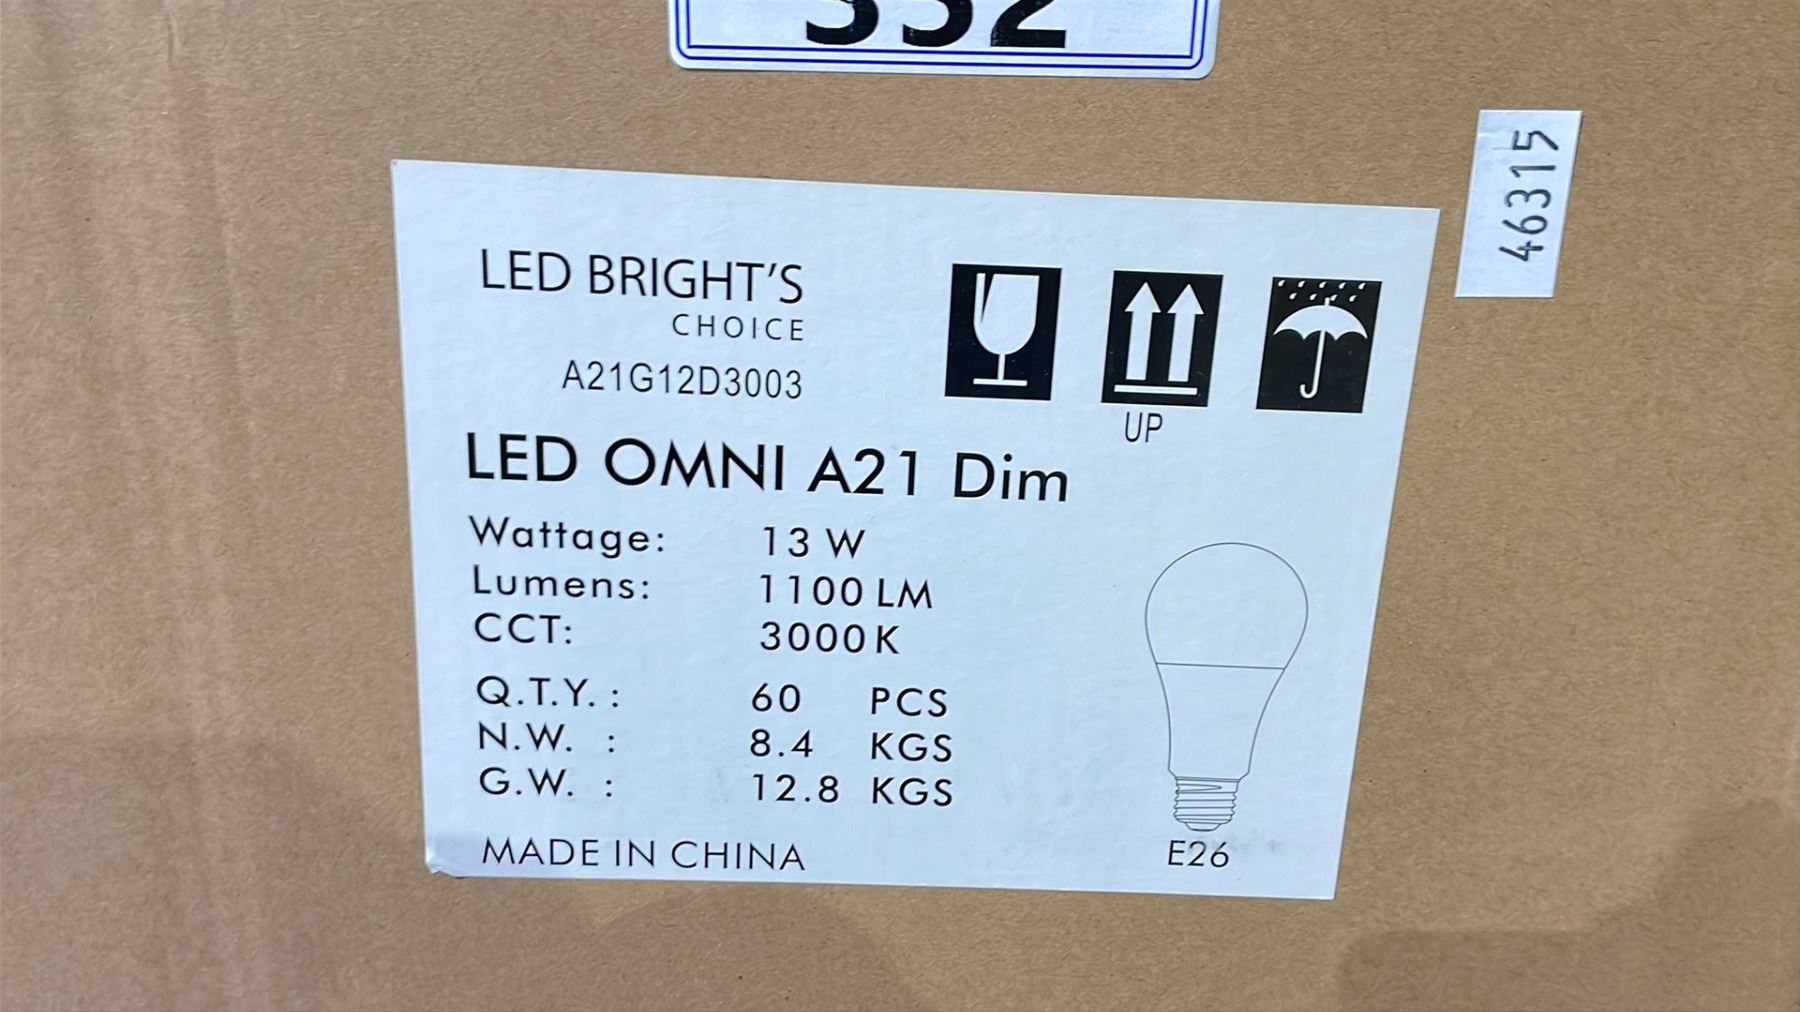 LED BRIGHT'S
CHOICE
A21G12D3003
UP
LED OMNI A21 Dim
Wattage: 13 W
Lumens: 1100 LM
CCT: 3000 K
Q.T.Y. : 60 PCS
N.W. : 8.4 KGS
G.W. : 12.8 KGS
MADE IN CHINA
E26
46315